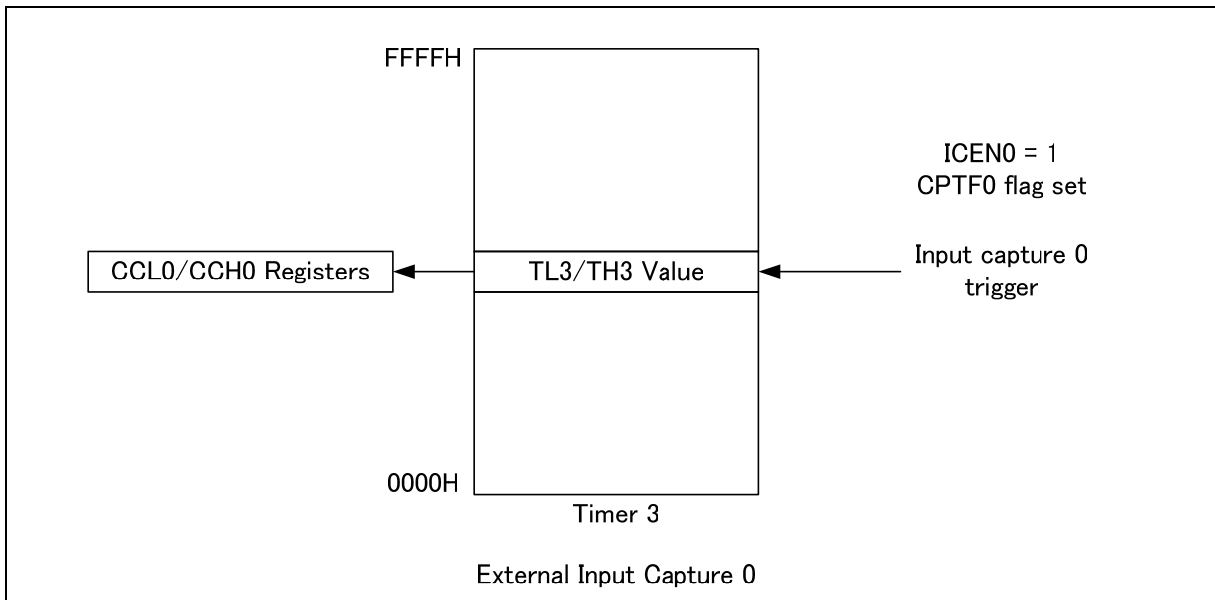 FFFFH
ICEN0 = 1
CPTF0 flag set
CCL0/CCH0 Registers
TL3/TH3 Value
Input capture 0
trigger
0000H
Timer 3
External Input Capture 0